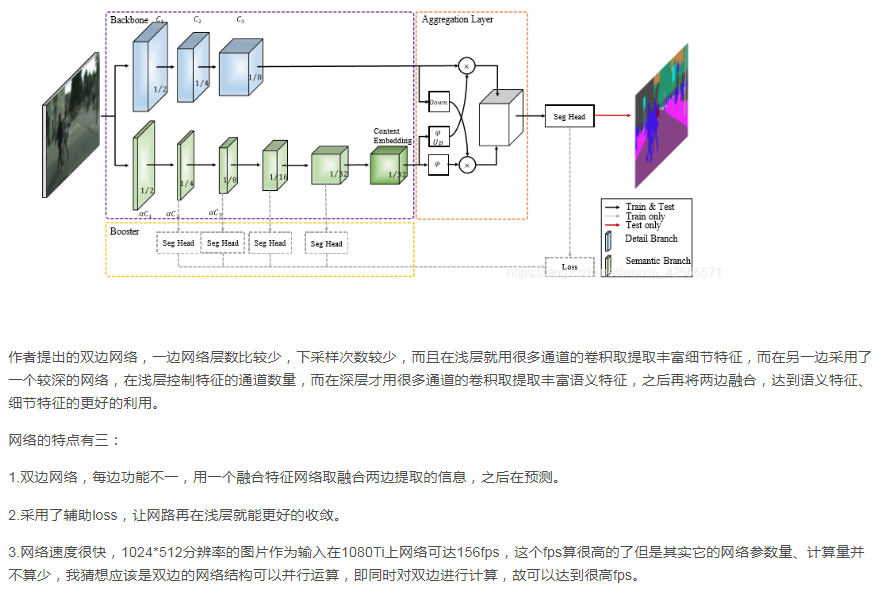 Backbone C₁ C₂ C₃ Aggregation Layer
1/2 1/4 1/8
Down
Seg Head
φ
Up
Context
Embedding
φ
1/2 1/4 1/8 1/16 1/32 1/32
αC₁ αC αC₃
Booster
Seg Head Seg Head Seg Head Seg Head
Loss
Train & Test
Train only
Test only
Detail Branch
Semantic Branch
作者提出的双边网络，一边网络层数比较少，下采样次数较少，而且在浅层就用很多通道的卷积取提取丰富细节特征，而在另一边采用了
一个较深的网络，在浅层控制特征的通道数量，而在深层才用很多通道的卷积取提取丰富语义特征，之后再将两边融合，达到语义特征、
细节特征的更好的利用。
网络的特点有三：
1.双边网络，每边功能不一，用一个融合特征网络取融合两边提取的信息，之后在预测。
2.采用了辅助loss，让网路再在浅层就能更好的收敛。
3.网络速度很快，1024*512分辨率的图片作为输入在1080Ti上网络可达156fps，这个fps算很高的了但是其实它的网络参数量、计算量并
不算少，我猜想应该是双边的网络结构可以并行运算，即同时对双边进行计算，故可以达到很高fps。